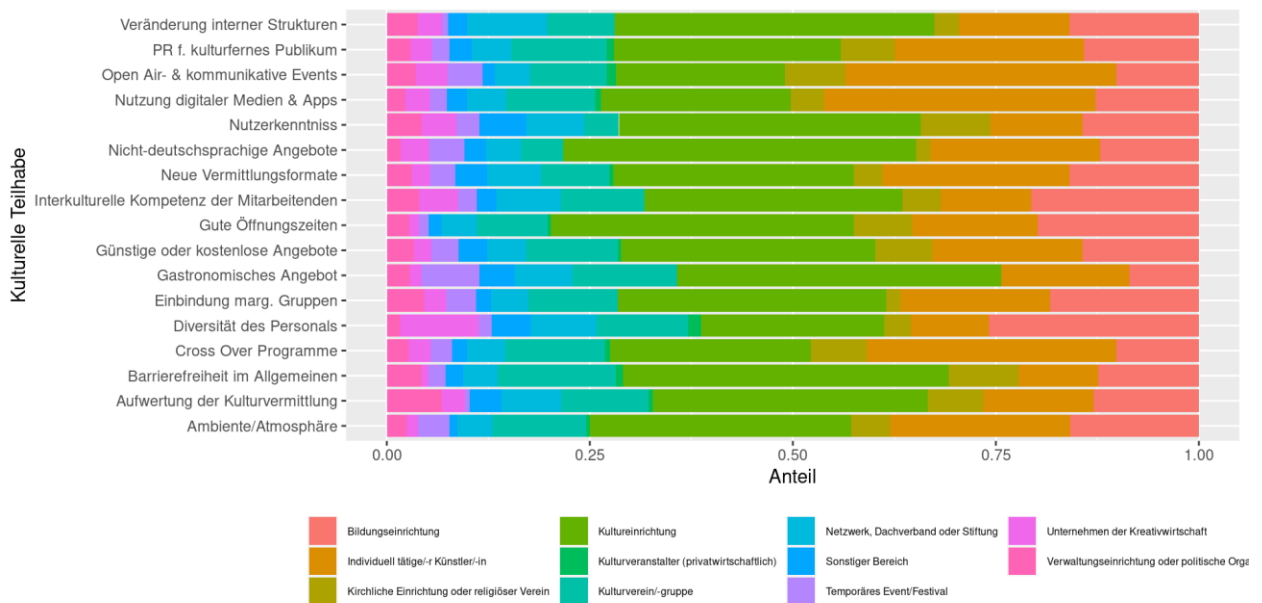 Veränderung interner Strukturen
PR f. kulturfernes Publikum
Open Air- & kommunikative Events
Nutzung digitaler Medien & Apps
Nutzerkenntniss
Nicht-deutschsprachige Angebote
Neue Vermittlungsformate
Interkulturelle Kompetenz der Mitarbeitenden
Gute Öffnungszeiten
Günstige oder kostenlose Angebote
Gastronomisches Angebot
Einbindung marg. Gruppen
Diversität des Personals
Cross Over Programme
Barrierefreiheit im Allgemeinen
Aufwertung der Kulturvermittlung
Ambiente/Atmosphäre
Kulturelle Teilhabe
0.00 0.25 0.50 0.75 1.00
Anteil
Bildungseinrichtung Kultureinrichtung Netzwerk, Dachverband oder Stiftung Unternehmen der Kreativwirtschaft
Individuell tätige/-r Künstler/-in Kulturveranstalter (privatwirtschaftlich) Sonstiger Bereich Verwaltungseinrichtung oder politische Orga
Kirchliche Einrichtung oder religiöser Verein Kulturverein/-gruppe Temporäres Event/Festival